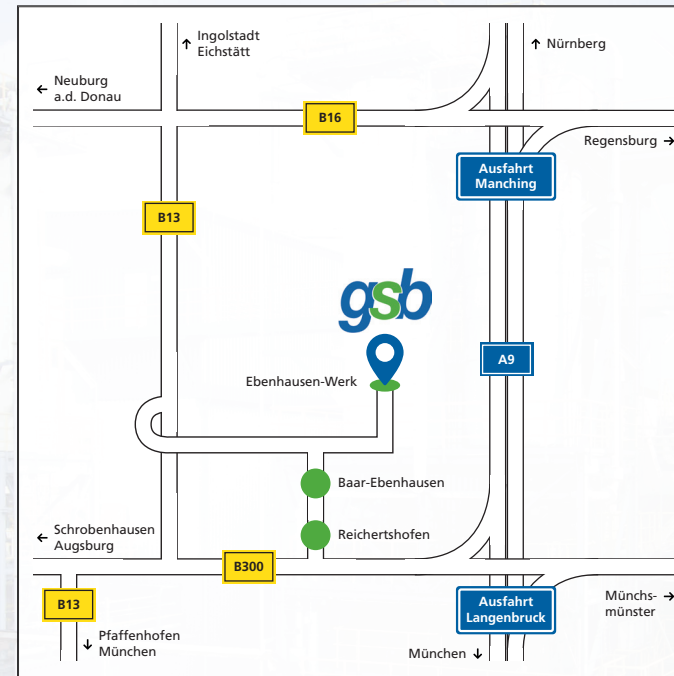 Ingolstadt
Eichstätt
Nürnberg
Neuburg
a.d. Donau
B16
Regensburg
Ausfahrt
Manching
B13
gsb
A9
Ebenhausen-Werk
Baar-Ebenhausen
Schrobenhausen
Augsburg
Reichertshofen
B300
B13
Ausfahrt
Langenbruck
Münchs-
münster
Pfaffenhofen
München
München